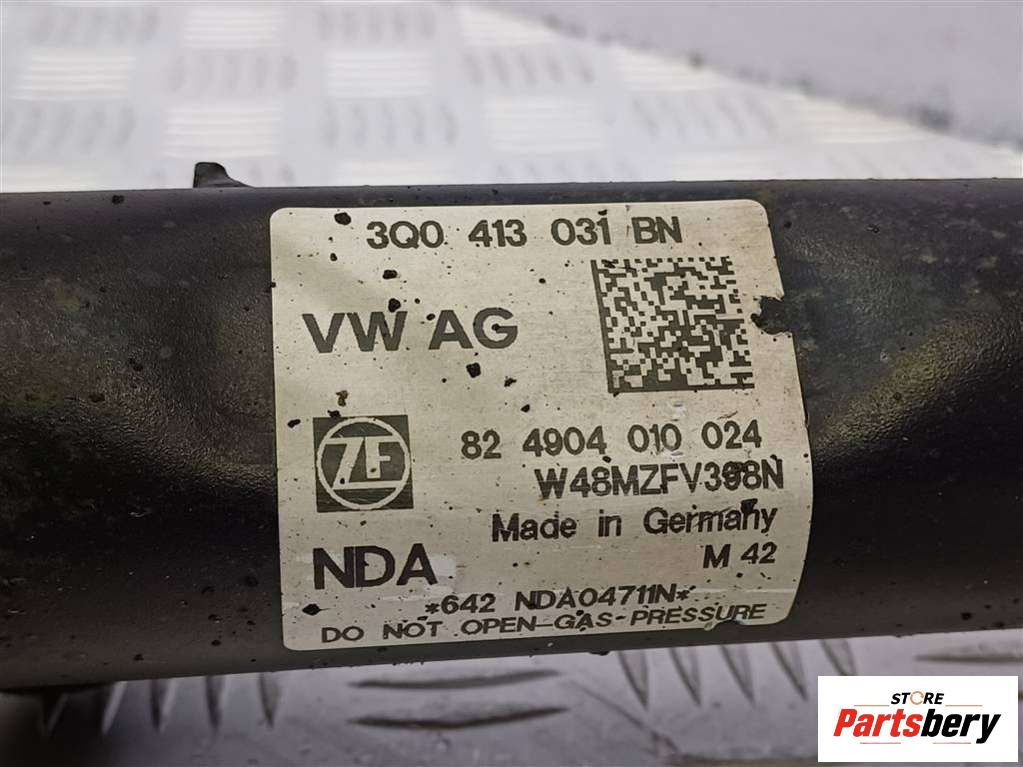 3Q0 413 031 BN
VW AG
ZF
82 4904 010 024
W48MZFV398N
Made in Germany
NDA
M 42
*642 NDA04711N*
DO NOT OPEN-GAS-PRESSURE
STORE
Partsbery